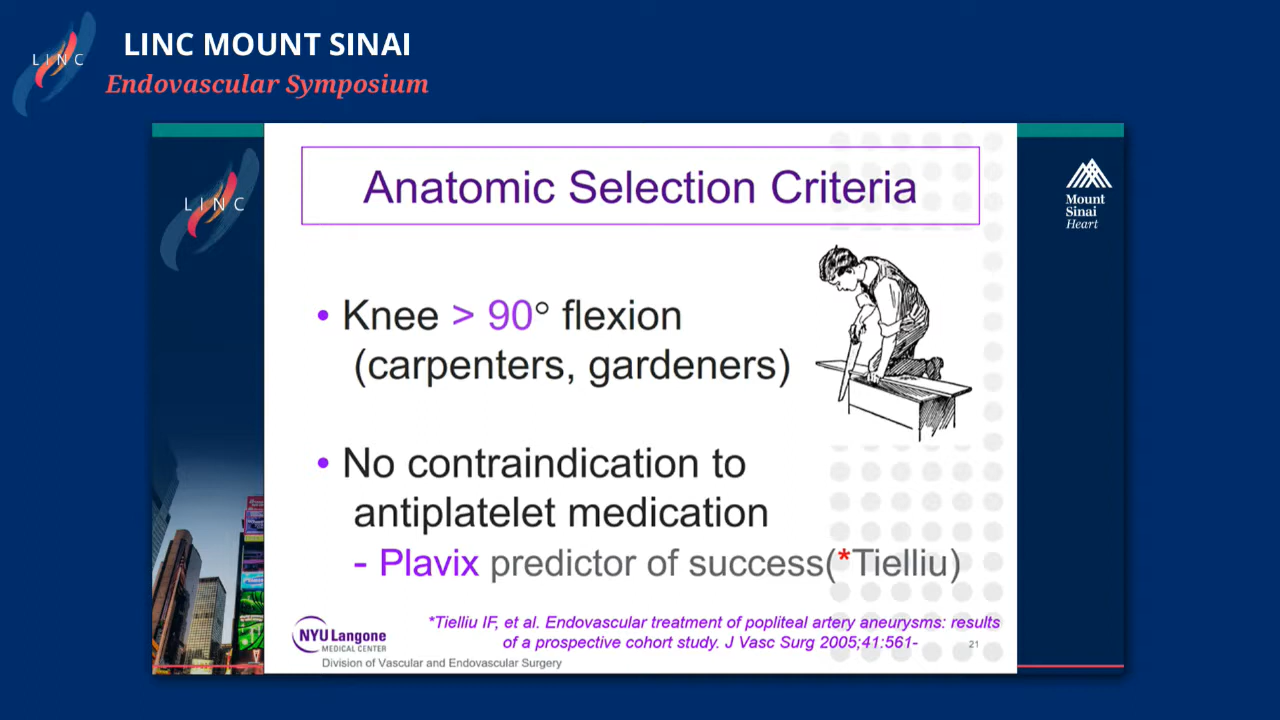 LINC MOUNT SINAI
LINC
Endovascular Symposium
Anatomic Selection Criteria
LINC
Mount
Sinai
Heart
• Knee > 90° flexion
(carpenters, gardeners)
• No contraindication to
antiplatelet medication
- Plavix predictor of success(*Tielliu)
*Tielliu IF, et al. Endovascular treatment of popliteal artery aneurysms: results
of a prospective cohort study. J Vasc Surg 2005;41:561-
NYU Langone
MEDICAL CENTER
21
Division of Vascular and Endovascular Surgery